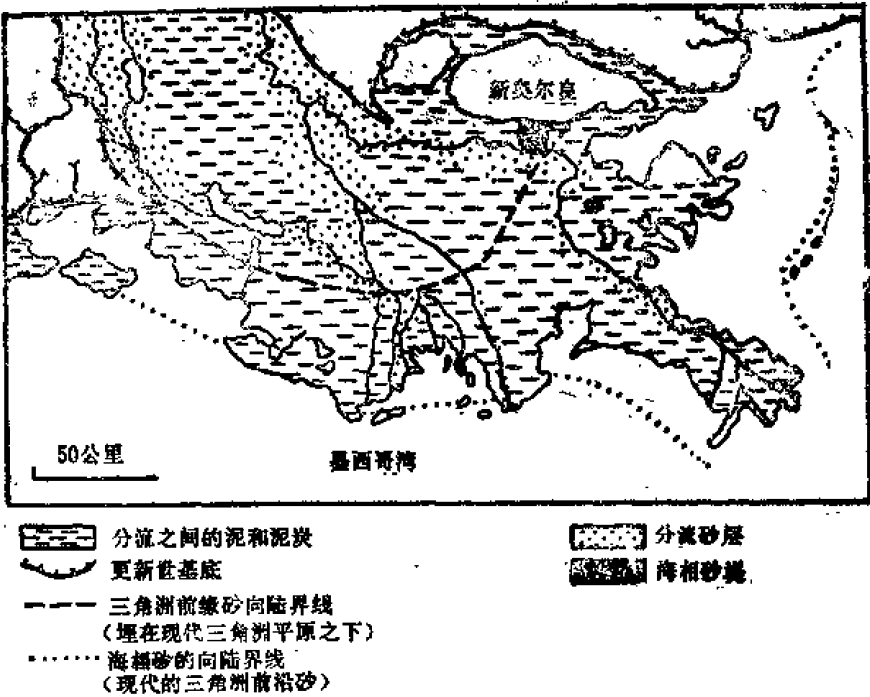 新奥尔良
50公里
墨西哥湾
分流之间的泥和泥炭
更新世基底
三角洲前缘砂向陆界线
(埋在现代三角洲平原之下)
海相砂的向陆界线
(现代的三角洲前沿砂)
分流砂层
海相砂堤